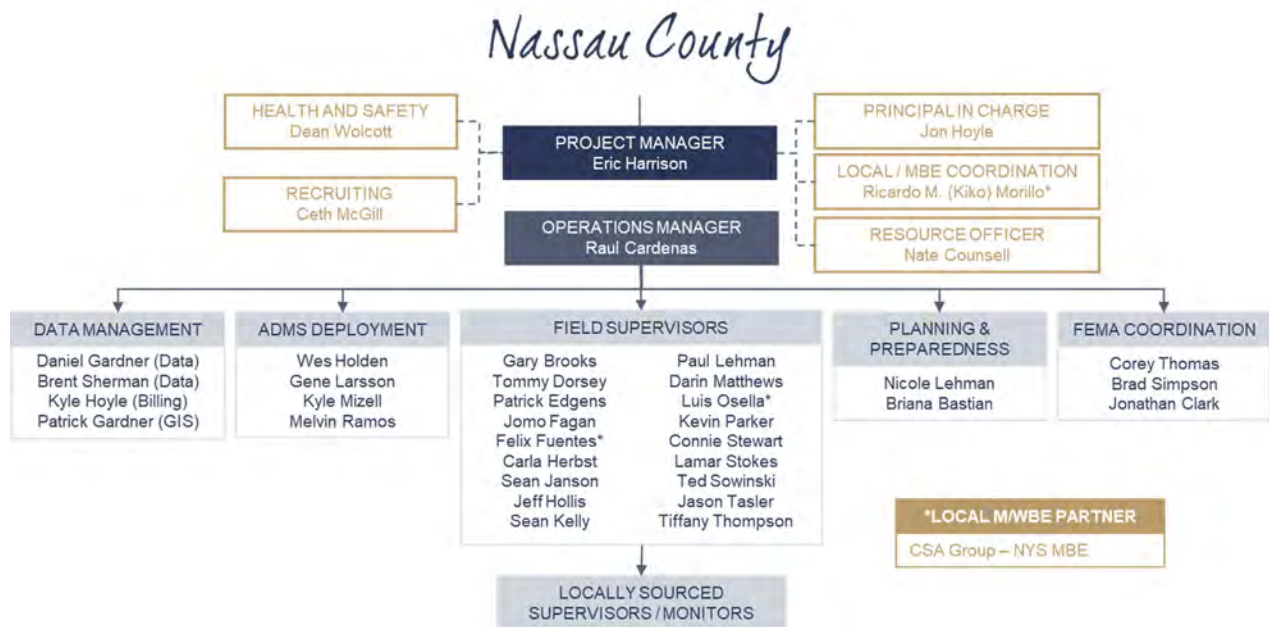 Nassau County
HEALTH AND SAFETY
Dean Wolcott
RECRUITING
Ceth McGill
PROJECT MANAGER
Eric Harrison
OPERATIONS MANAGER
Raul Cardenas
PRINCIPAL IN CHARGE
Jon Hoyle
LOCAL / MBE COORDINATION
Ricardo M. (Kiko) Morillo*
RESOURCE OFFICER
Nate Counsell
DATA MANAGEMENT
Daniel Gardner (Data)
Brent Sherman (Data)
Kyle Hoyle (Billing)
Patrick Gardner (GIS)
ADMS DEPLOYMENT
Wes Holden
Gene Larsson
Kyle Mizell
Melvin Ramos
FIELD SUPERVISORS
Gary Brooks
Tommy Dorsey
Patrick Edgens
Jomo Fagan
Felix Fuentes*
Carla Herbst
Sean Janson
Jeff Hollis
Sean Kelly
Paul Lehman
Darin Matthews
Luis Osella*
Kevin Parker
Connie Stewart
Lamar Stokes
Ted Sowinski
Jason Tasler
Tiffany Thompson
PLANNING &
PREPAREDNESS
Nicole Lehman
Briana Bastian
FEMA COORDINATION
Corey Thomas
Brad Simpson
Jonathan Clark
LOCALLY SOURCED
SUPERVISORS / MONITORS
*LOCAL M/WBE PARTNER
CSA Group – NYS MBE